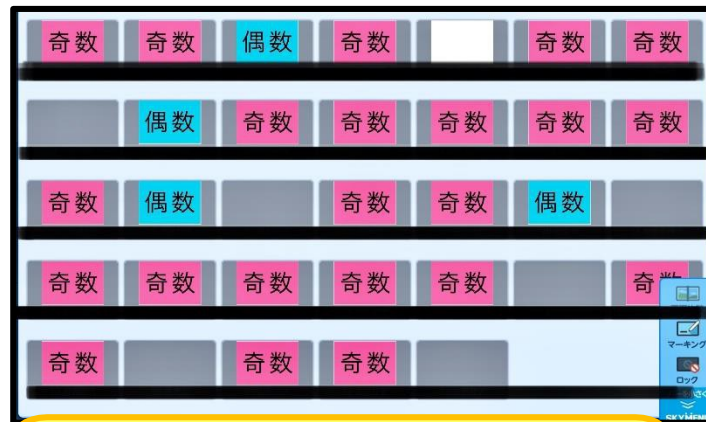 奇数 奇数 偶数 奇数 奇数 奇数
偶数 奇数 奇数 奇数 奇数 奇数
奇数 偶数 奇数 奇数 偶数
奇数 奇数 奇数 奇数 奇数 奇
マーキング
奇数 奇数 奇数
ロック
SKYMENU